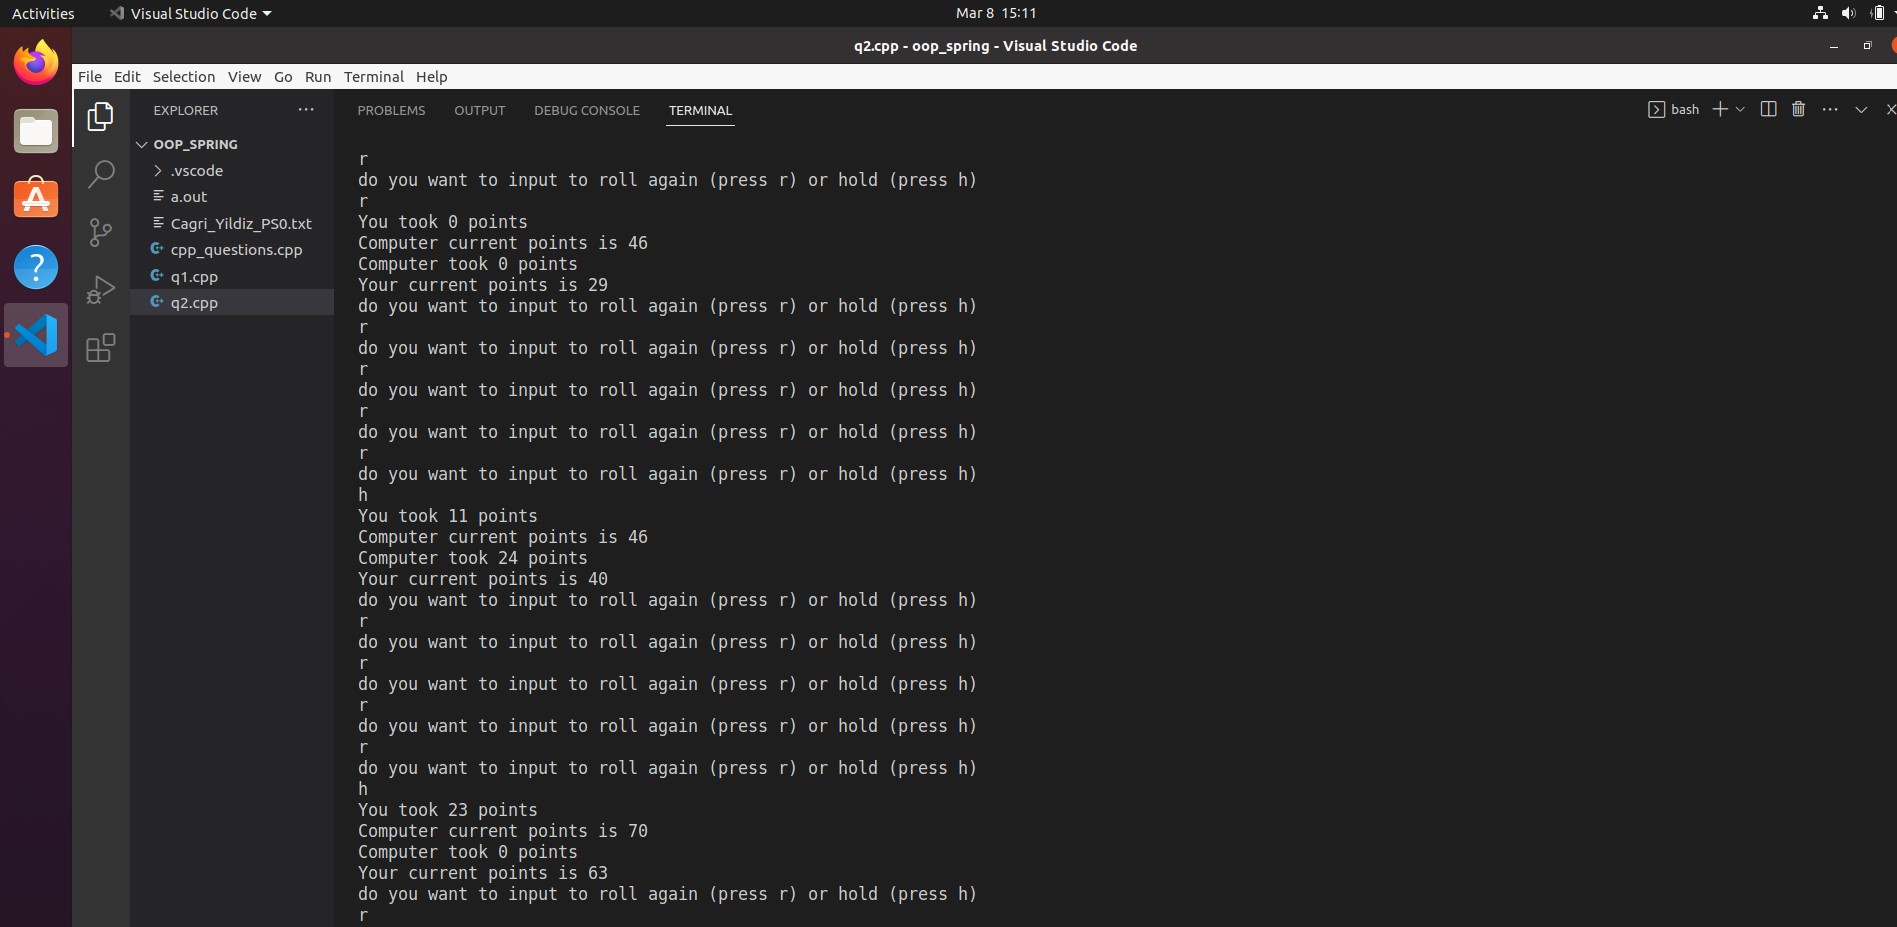 Activities Visual Studio Code Mar 8 15:11
q2.cpp - oop_spring - Visual Studio Code
File Edit Selection View Go Run Terminal Help
EXPLORER
OOP_SPRING
.vscode
a.out
Cagri_Yildiz_PS0.txt
cpp_questions.cpp
q1.cpp
q2.cpp
PROBLEMS OUTPUT DEBUG CONSOLE TERMINAL bash
r
do you want to input to roll again (press r) or hold (press h)
r
You took 0 points
Computer current points is 46
Computer took 0 points
Your current points is 29
do you want to input to roll again (press r) or hold (press h)
r
do you want to input to roll again (press r) or hold (press h)
r
do you want to input to roll again (press r) or hold (press h)
r
do you want to input to roll again (press r) or hold (press h)
r
do you want to input to roll again (press r) or hold (press h)
h
You took 11 points
Computer current points is 46
Computer took 24 points
Your current points is 40
do you want to input to roll again (press r) or hold (press h)
r
do you want to input to roll again (press r) or hold (press h)
r
do you want to input to roll again (press r) or hold (press h)
r
do you want to input to roll again (press r) or hold (press h)
r
do you want to input to roll again (press r) or hold (press h)
h
You took 23 points
Computer current points is 70
Computer took 0 points
Your current points is 63
do you want to input to roll again (press r) or hold (press h)
r